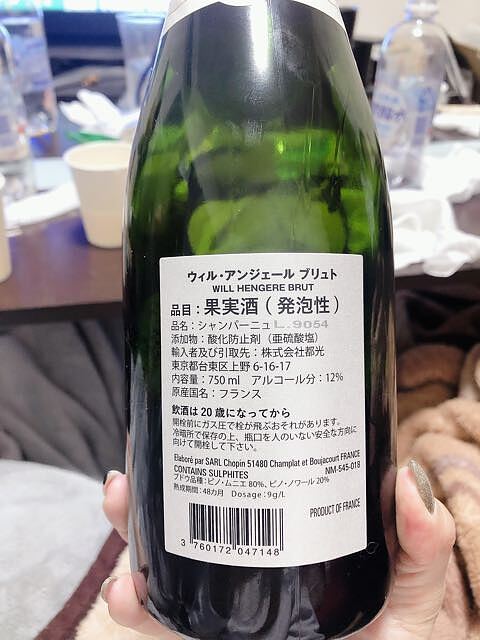 ウィル・アンジェール ブリュト
WILL HENGERE BRUT
品目：果実酒（発泡性）
品名：シャンパーニュ L.9054
添加物：酸化防止剤（亜硫酸塩）
輸入者及び引取先：株式会社都光
東京都台東区上野 6-16-17
内容量：750 ml アルコール分：12%
原産国名：フランス
飲酒は 20 歳になってから
開栓前にガス圧で栓が飛ぶおそれがあります。
冷暗所で保存の上、瓶口を人のいない安全な方向に
向けて開栓して下さい。
Elaboré par SARL Chopin 51480 Champlat et Boujacourt FRANCE
CONTAINS SULPHITES NM-545-018
ブドウ品種：ピノ・ムニエ 80%、ピノ・ノワール 20%
熟成期間：48カ月 Dosage：9g/L
PRODUCT OF FRANCE
3 760172 047148